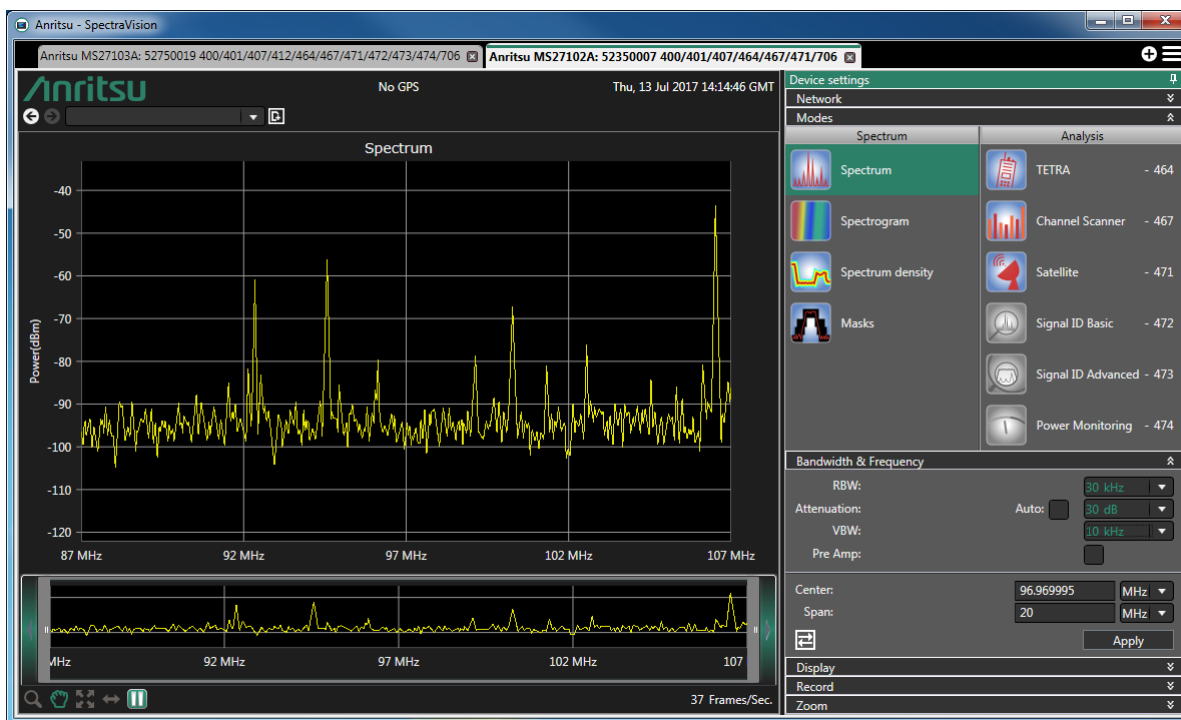 Anritsu - SpectraVision
Anritsu MS27103A: 52750019 400/401/407/412/464/467/471/472/473/474/706
Anritsu MS27102A: 52350007 400/401/407/464/467/471/706
Anritsu
No GPS
Thu, 13 Jul 2017 14:14:46 GMT
Spectrum
Power(dBm)
-40
-50
-60
-70
-80
-90
-100
-110
-120
87 MHz
92 MHz
97 MHz
102 MHz
107 MHz
MHz
92 MHz
97 MHz
102 MHz
107
37 Frames/Sec.
Device settings
Network
Modes
Spectrum
Analysis
Spectrum
TETRA - 464
Spectrogram
Channel Scanner - 467
Spectrum density
Satellite - 471
Masks
Signal ID Basic - 472
Signal ID Advanced - 473
Power Monitoring - 474
Bandwidth & Frequency
RBW: 30 kHz
Attenuation: Auto: 30 dB
VBW: 10 kHz
Pre Amp:
Center: 96.969995 MHz
Span: 20 MHz
Apply
Display
Record
Zoom